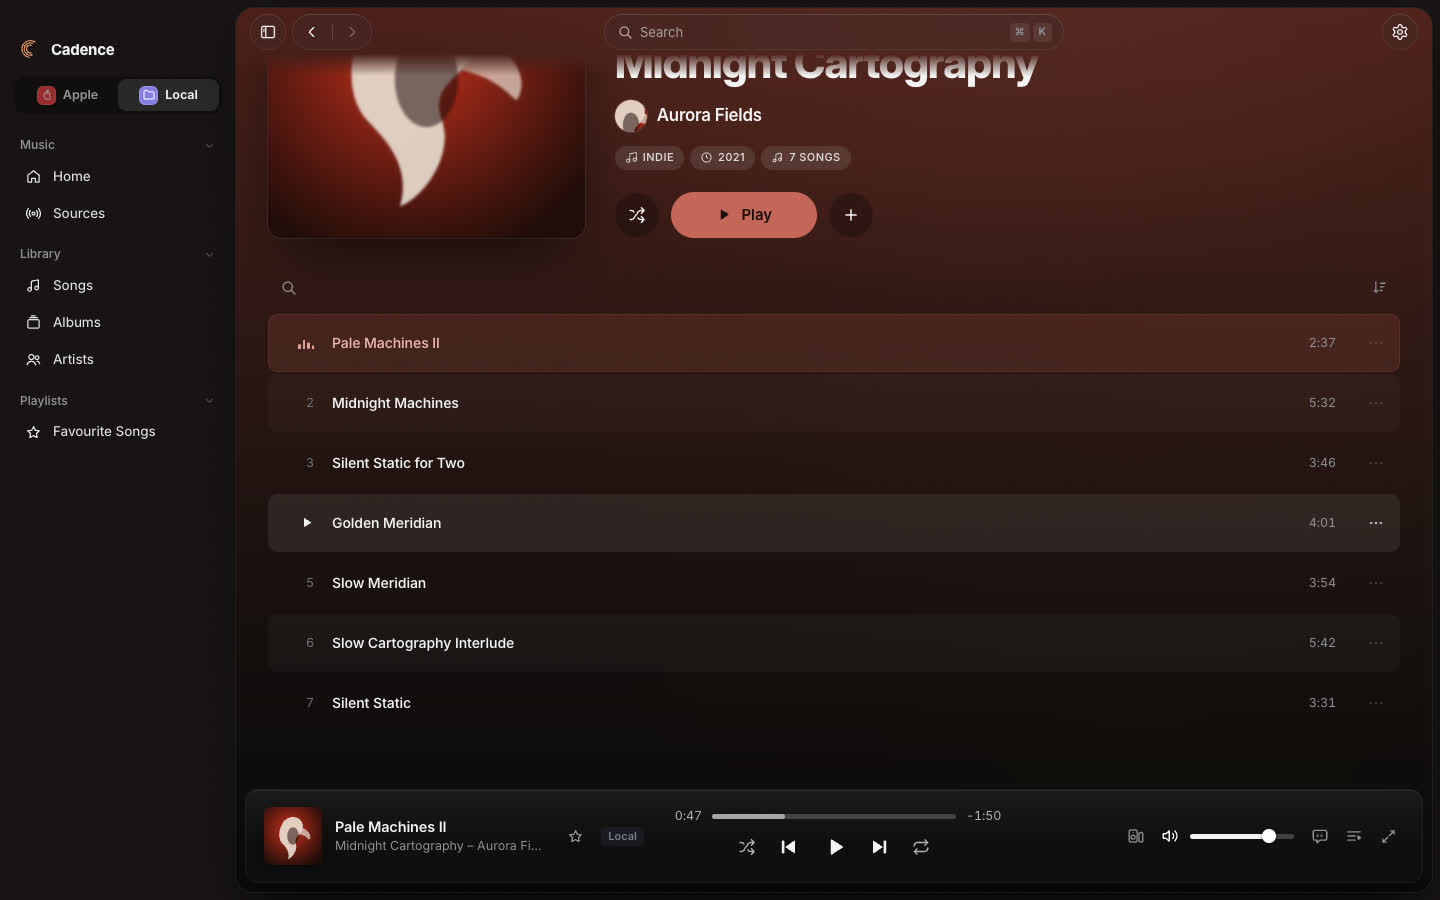 Cadence
Apple
Local
Music
Home
Sources
Library
Songs
Albums
Artists
Playlists
Favourite Songs
Search
⌘ K
Midnight Cartography
Aurora Fields
INDIE
2021
7 SONGS
Play
Pale Machines II 2:37
2 Midnight Machines 5:32
3 Silent Static for Two 3:46
Golden Meridian 4:01
5 Slow Meridian 3:54
6 Slow Cartography Interlude 5:42
7 Silent Static 3:31
Pale Machines II
Midnight Cartography – Aurora Fi...
Local
0:47
-1:50